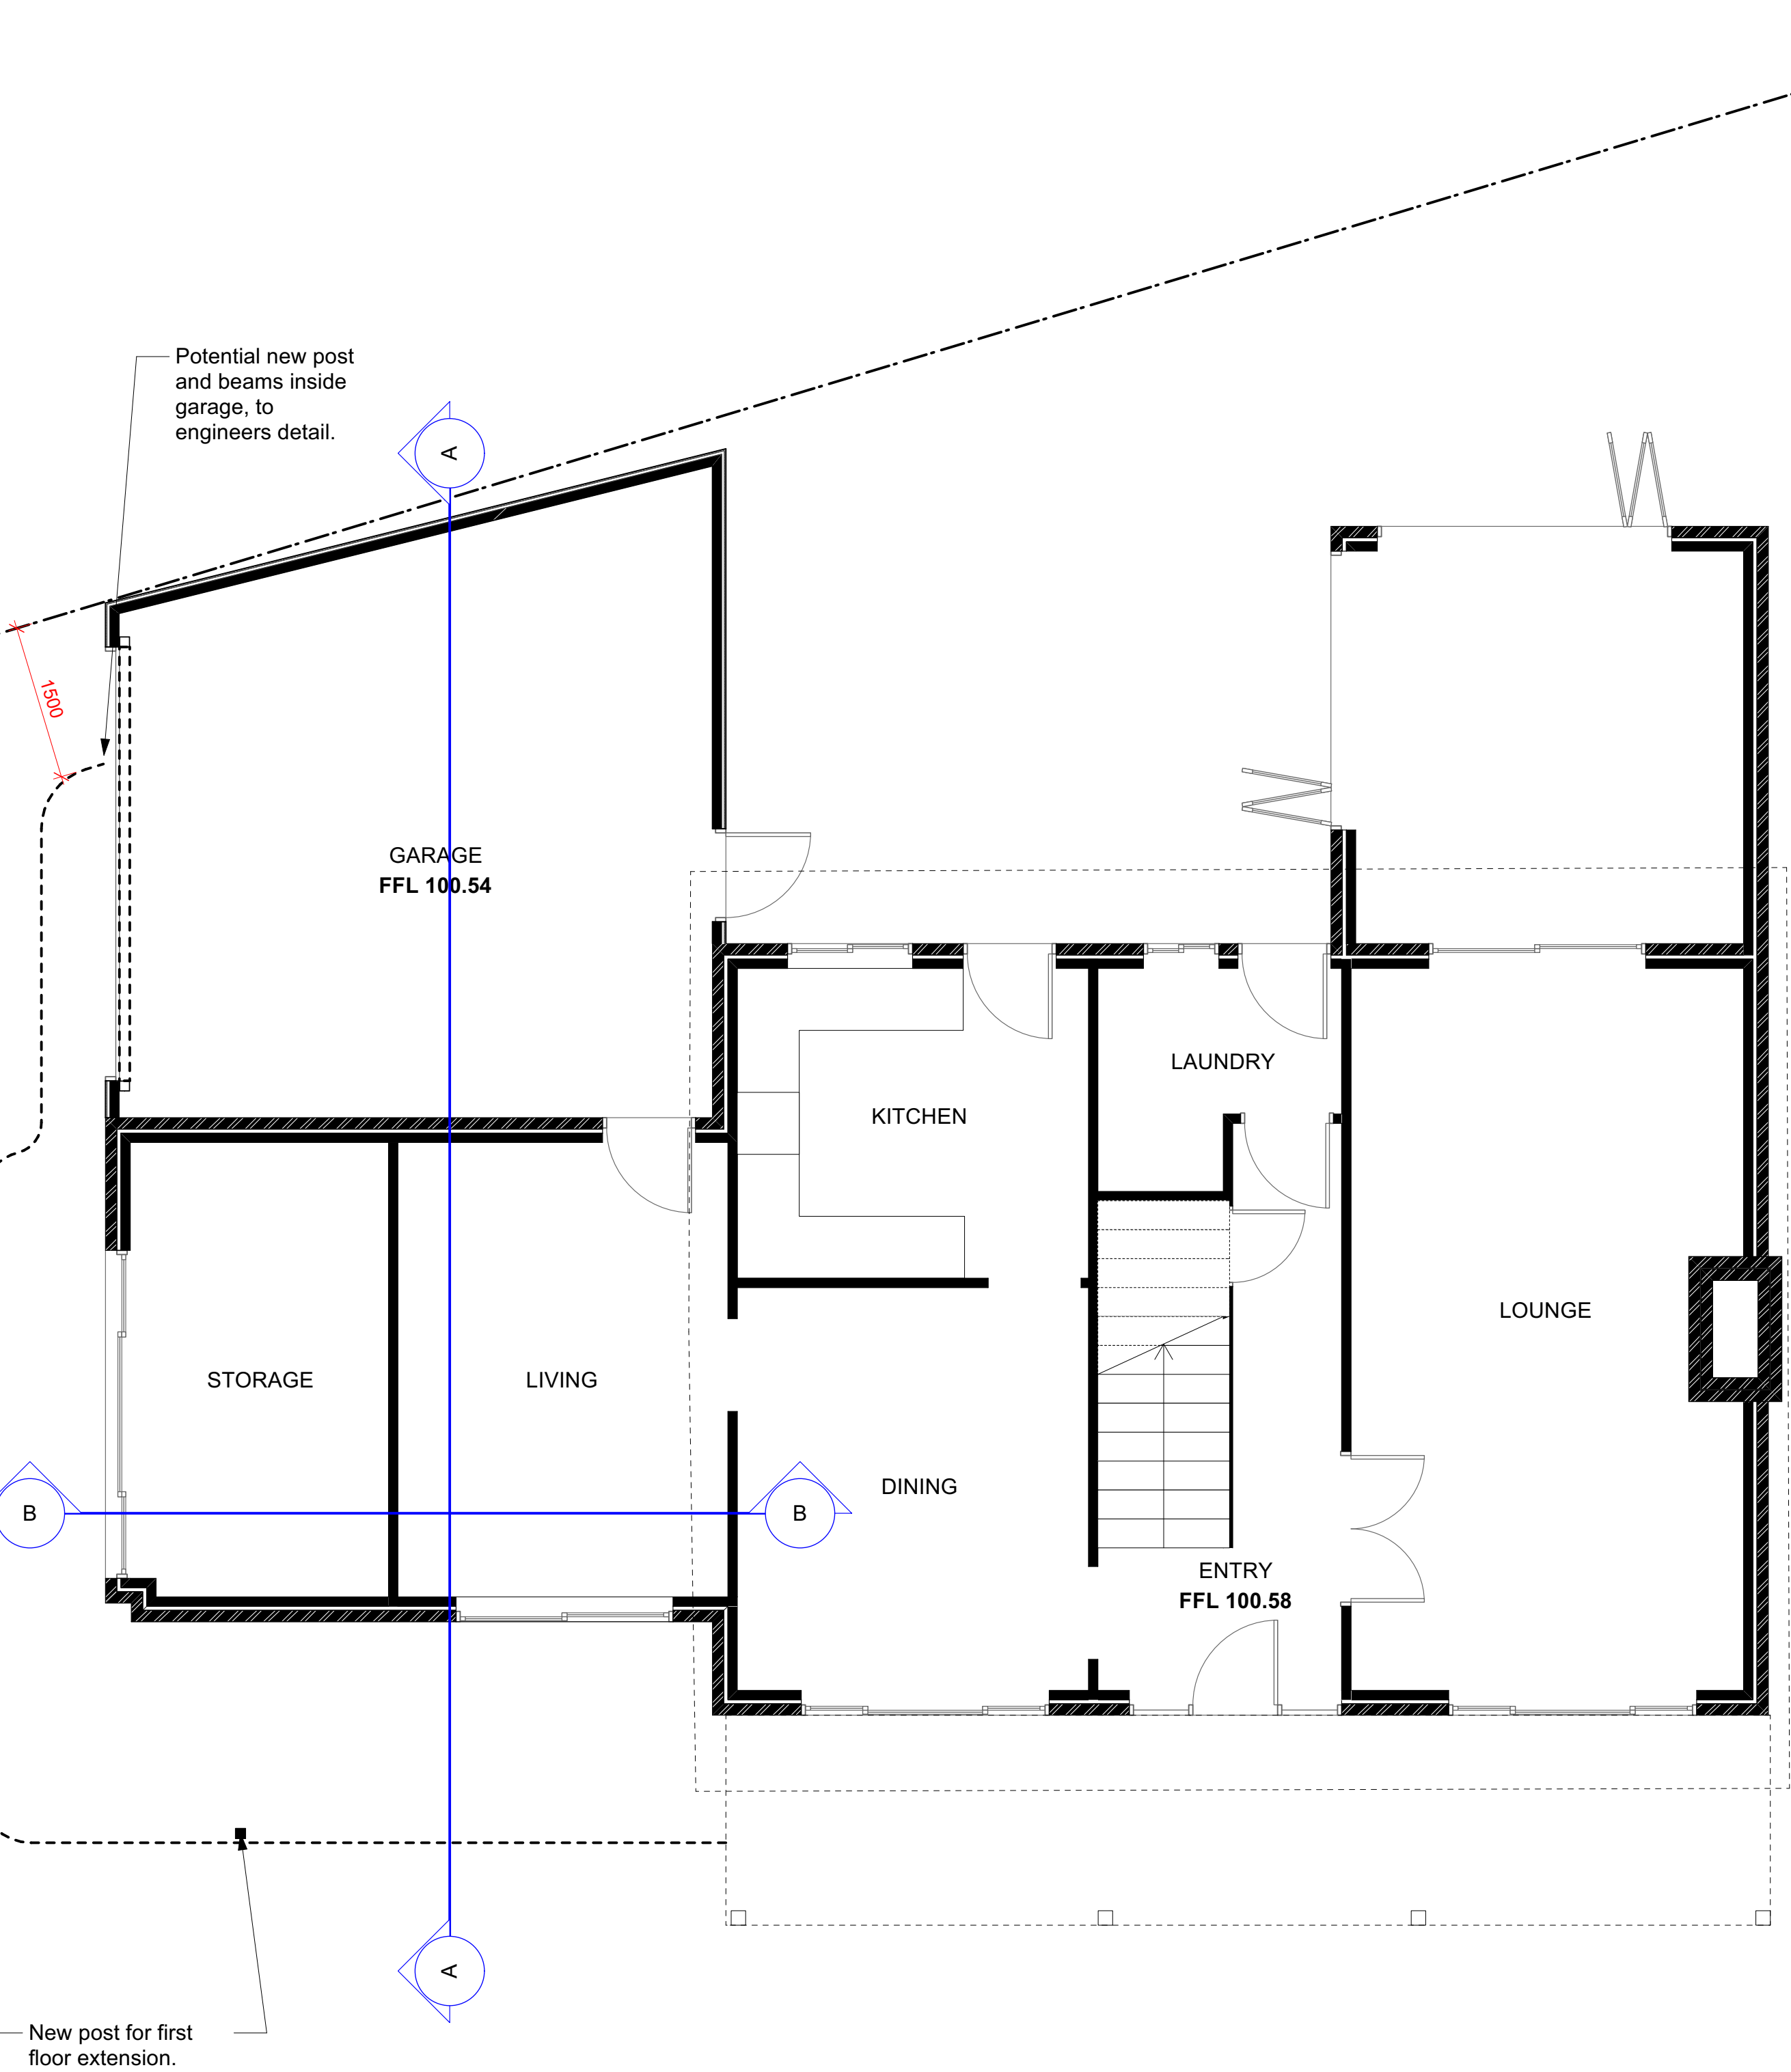 Potential new post
and beams inside
garage, to
engineers detail.
A
1500
GARAGE
FFL 100.54
LAUNDRY
KITCHEN
LOUNGE
STORAGE
LIVING
DINING
B
B
ENTRY
FFL 100.58
A
New post for first
floor extension.